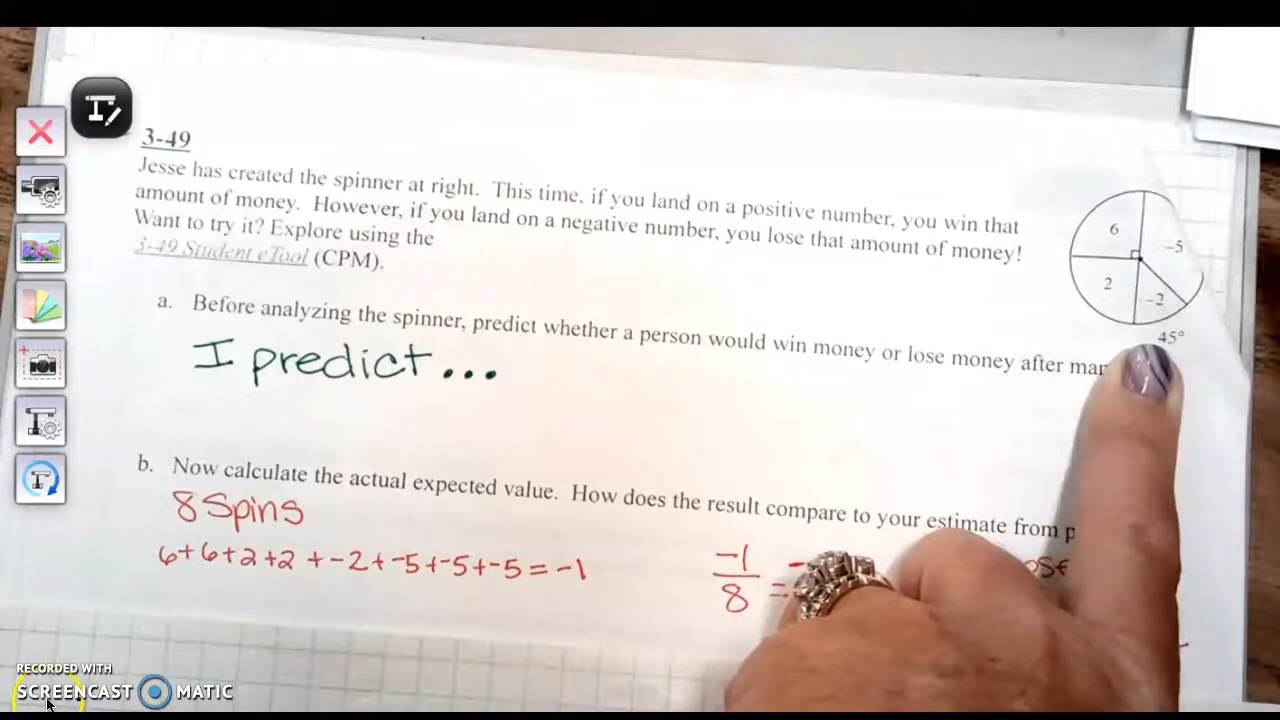 3-49
Jesse has created the spinner at right. This time, if you land on a positive number, you win that
amount of money. However, if you land on a negative number, you lose that amount of money!
Want to try it? Explore using the
3-49 Student eTool (CPM).
6
-5
2
-2
45°
a. Before analyzing the spinner, predict whether a person would win money or lose money after
I predict...
b. Now calculate the actual expected value. How does the result compare to your estimate from
8 Spins
6+6+2+2+-2+-5+-5+-5=-1
-1
8
=
RECORDED WITH
SCREENCAST MATIC